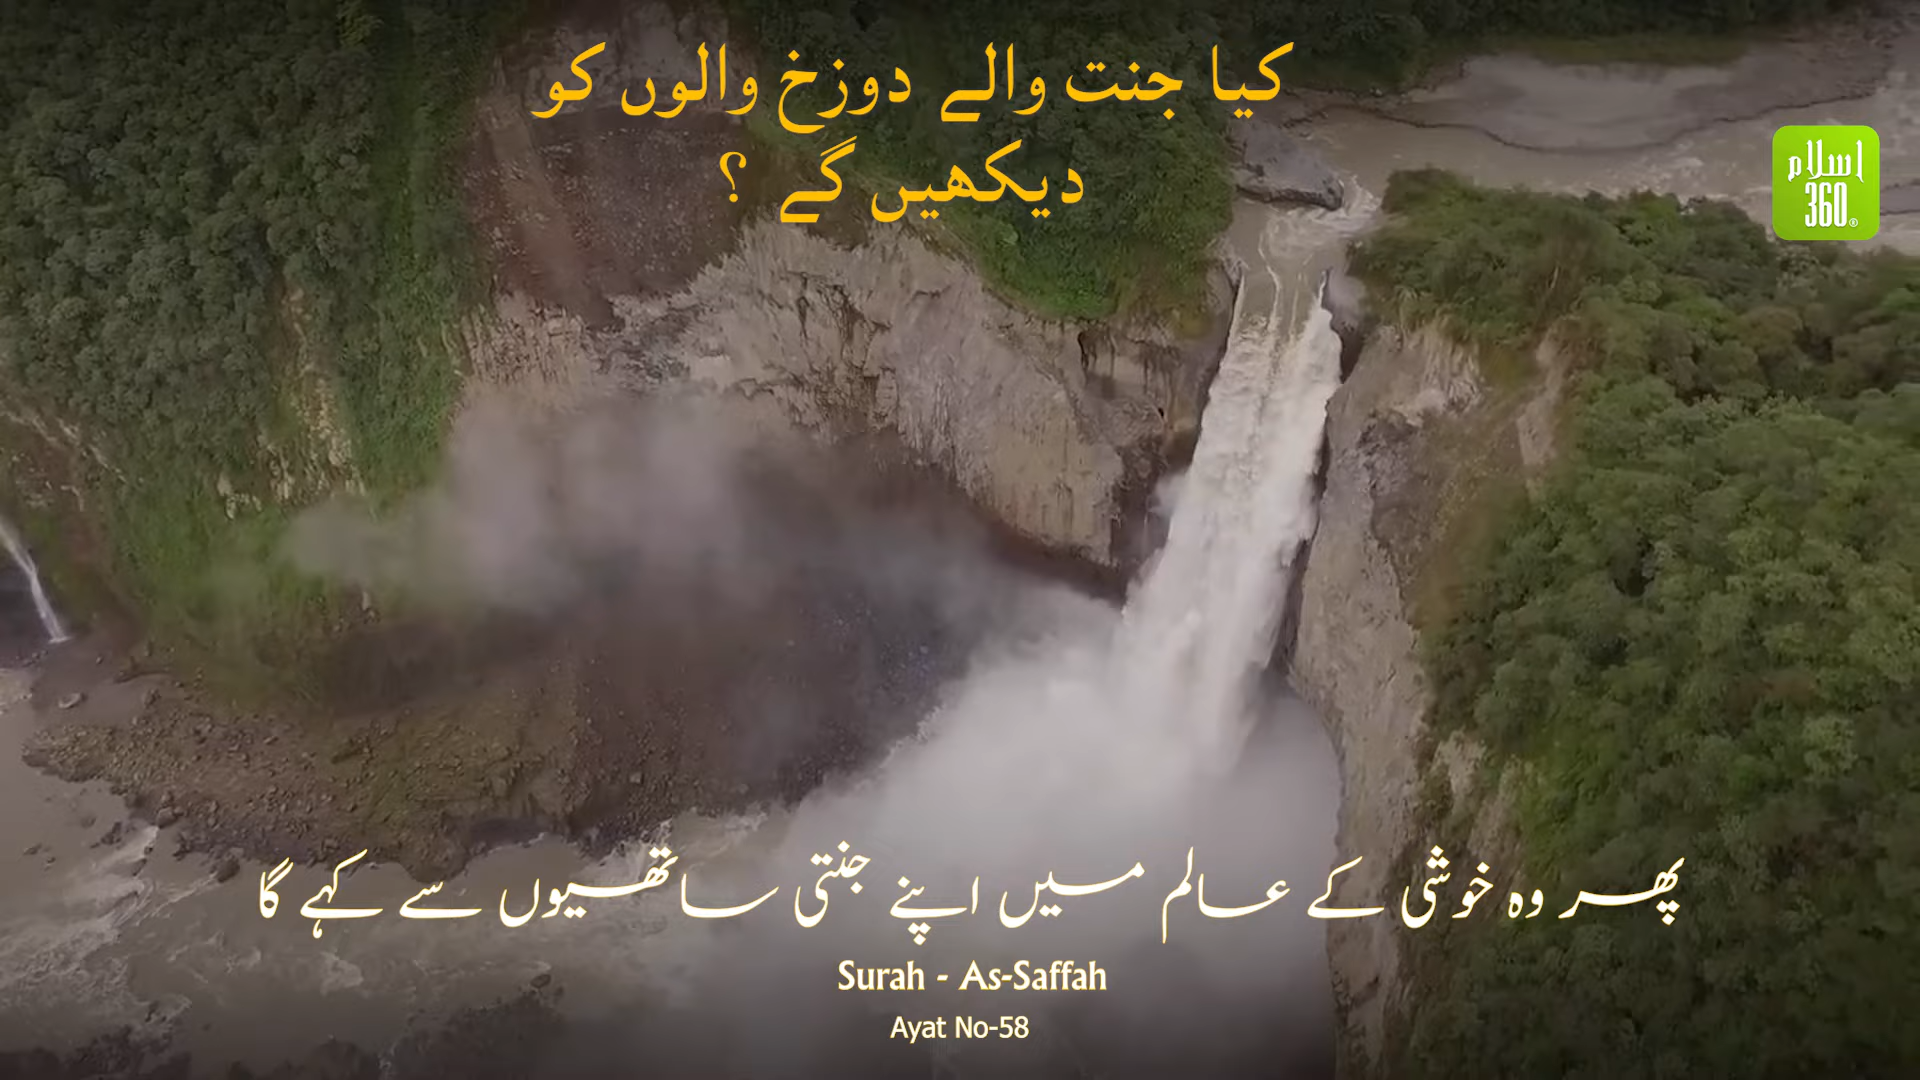 کیا جنت والے دوزخ والوں کو
دیکھیں گے ؟
اسلام
360®
پھر وہ خوشی کے عالم میں اپنے جنتی ساتھیوں سے کہے گا
Surah - As-Saffah
Ayat No-58